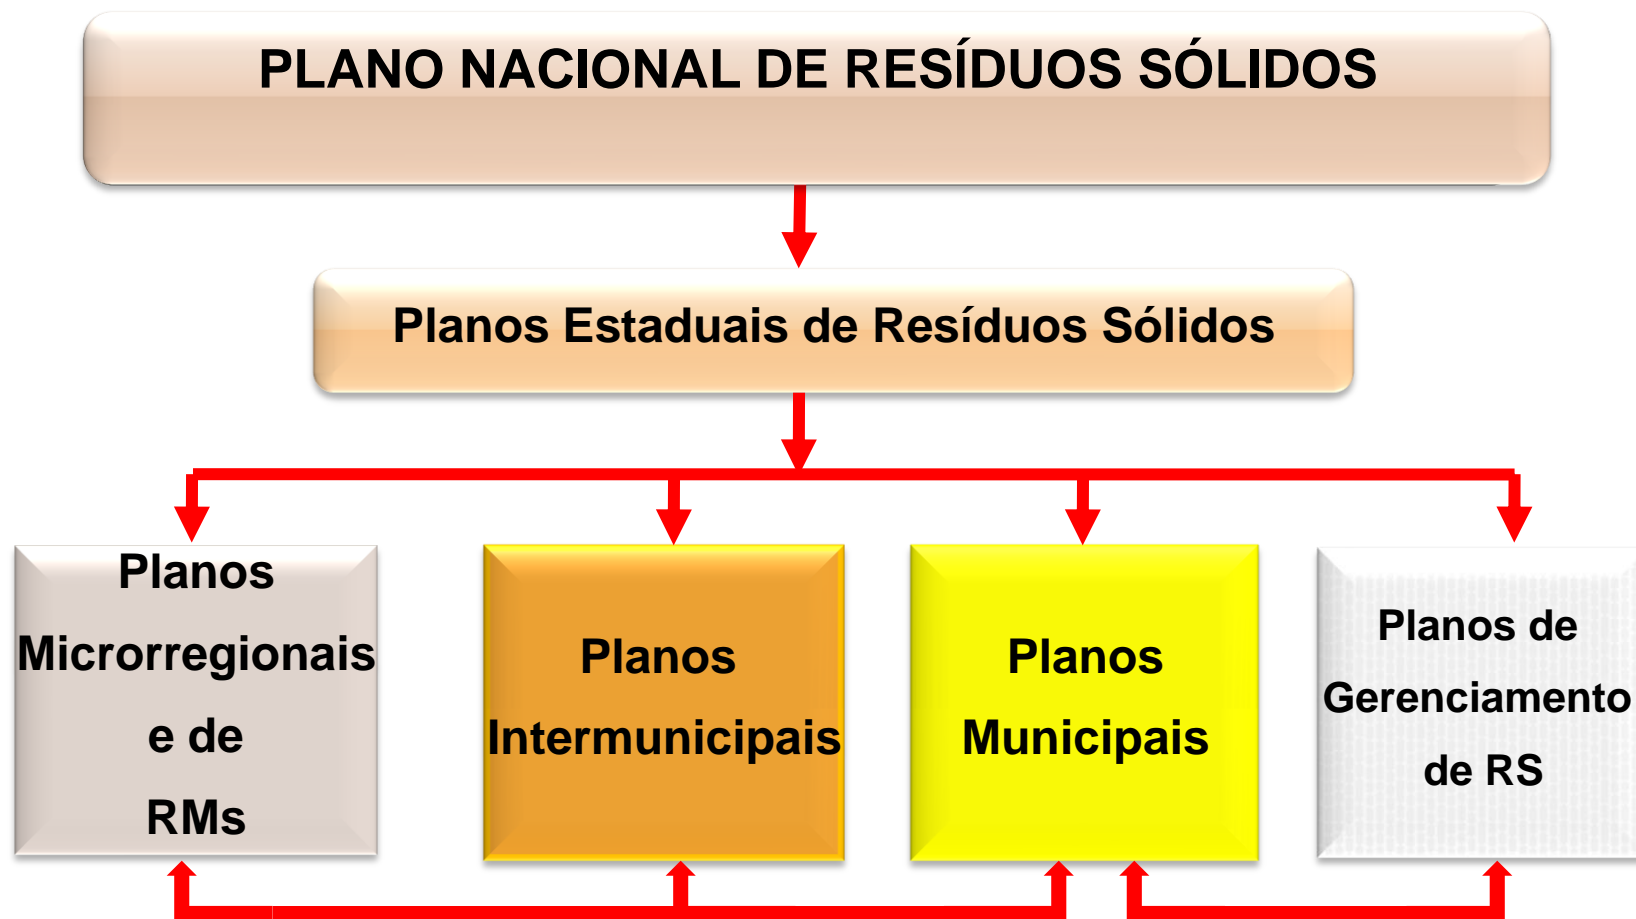 PLANO NACIONAL DE RESÍDUOS SÓLIDOS
Planos Estaduais de Resíduos Sólidos
Planos
Microrregionais
e de
RMs
Planos
Intermunicipais
Planos
Municipais
Planos de
Gerenciamento
de RS